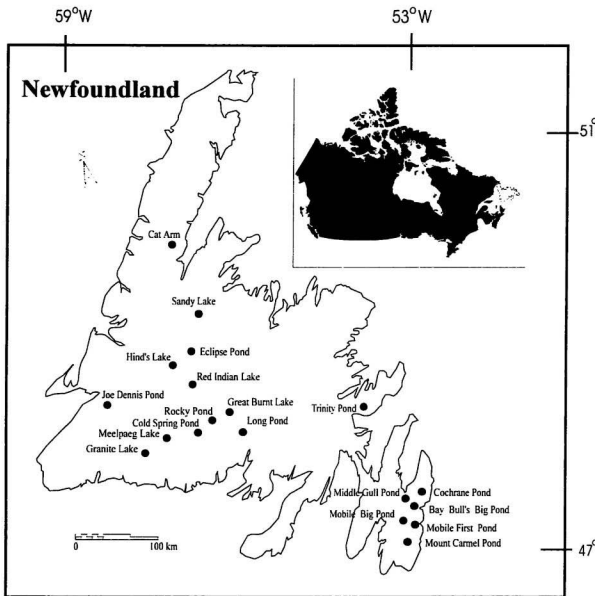 59°W
53°W
Newfoundland
51°
Cat Arm
Sandy Lake
Eclipse Pond
Hind's Lake
Red Indian Lake
Joe Dennis Pond
Great Burnt Lake
Trinity Pond
Rocky Pond
Cold Spring Pond
Long Pond
Meelpaeg Lake
Granite Lake
Middle Gull Pond
Cochrane Pond
Bay Bull's Big Pond
Mobile Big Pond
Mobile First Pond
Mount Carmel Pond
100 km
47°